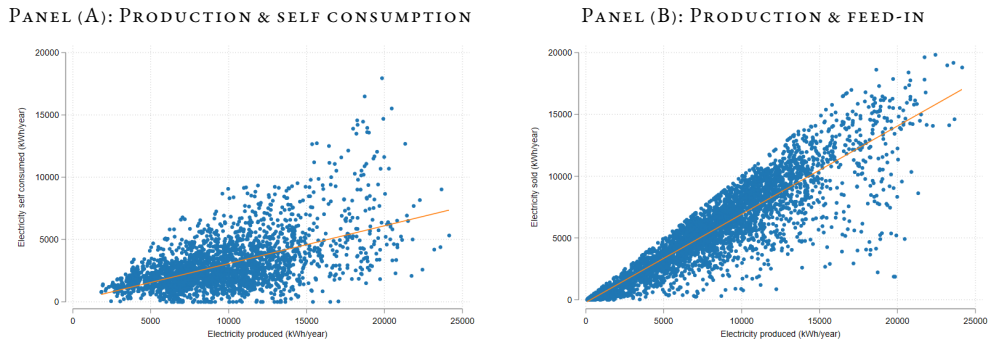 Panel (A): Production & self consumption
20000
15000
10000
5000
0
Electricity self consumed (kWh/year)
0 5000 10000 15000 20000 25000
Electricity produced (kWh/year)
Panel (B): Production & feed-in
20000
15000
10000
5000
0
Electricity sold (kWh/year)
0 5000 10000 15000 20000 25000
Electricity produced (kWh/year)